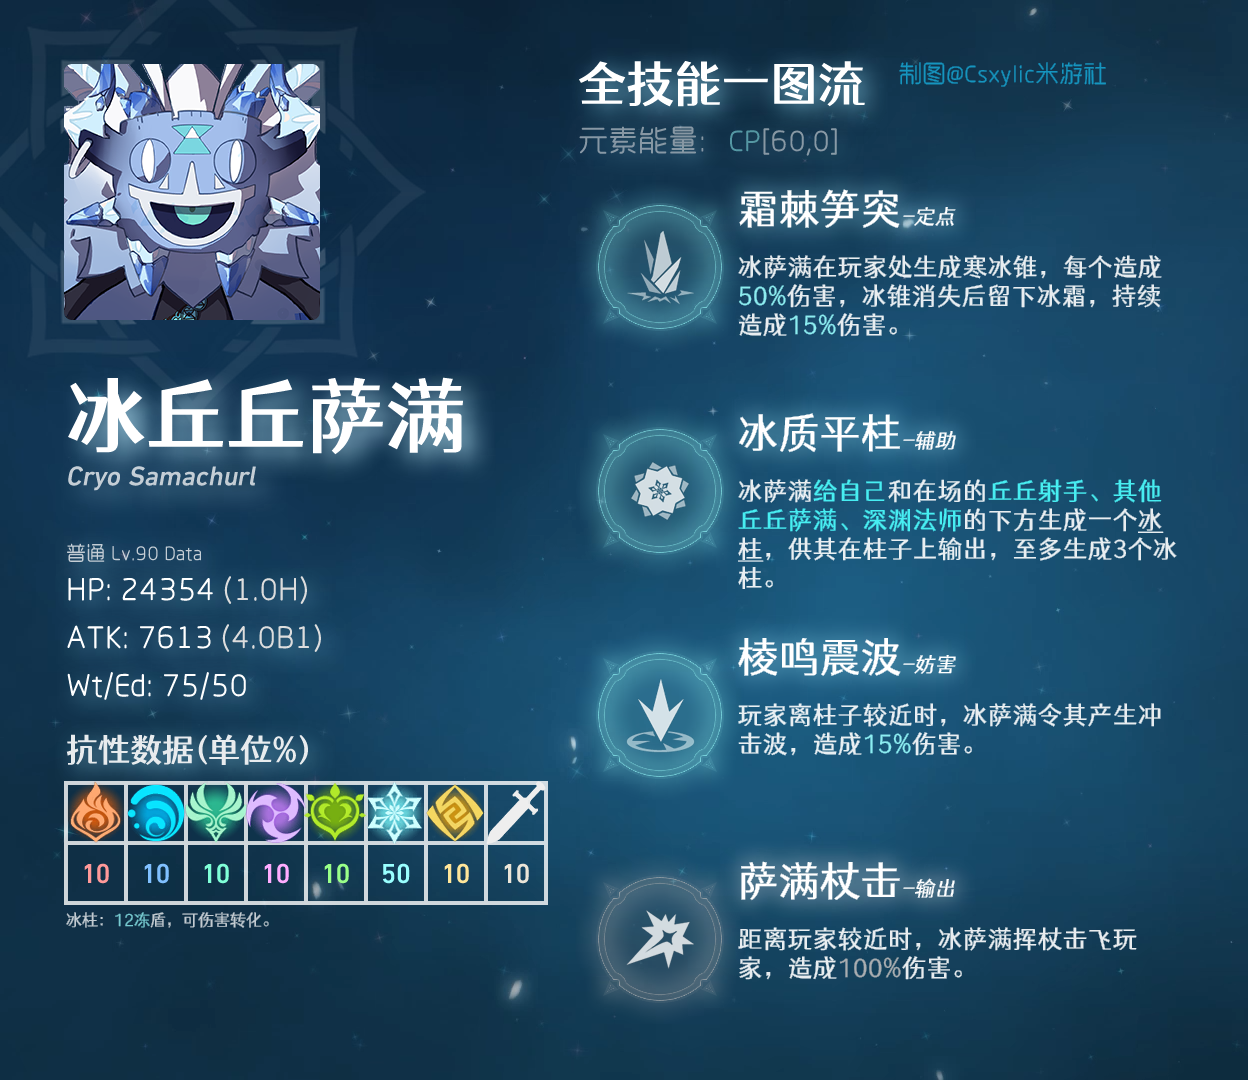 全技能一图流
制图@Csxylic米游社
元素能量： CP[60,0]
霜棘笋突-定点
冰萨满在玩家处生成寒冰锥，每个造成
50%伤害，冰锥消失后留下冰霜，持续
造成15%伤害。
冰质平柱-辅助
冰萨满给自己和在场的丘丘射手、其他
丘丘萨满、深渊法师的下方生成一个冰
柱，供其在柱子上输出，至多生成3个冰
柱。
棱鸣震波-妨害
玩家离柱子较近时，冰萨满令其产生冲
击波，造成15%伤害。
萨满杖击-输出
距离玩家较近时，冰萨满挥杖击飞玩
家，造成100%伤害。
冰丘丘萨满
Cryo Samachurl
普通 Lv.90 Data
HP: 24354 (1.0H)
ATK: 7613 (4.0B1)
Wt/Ed: 75/50
抗性数据(单位%)
10 10 10 10 10 50 10 10
冰柱：12冻盾，可伤害转化。